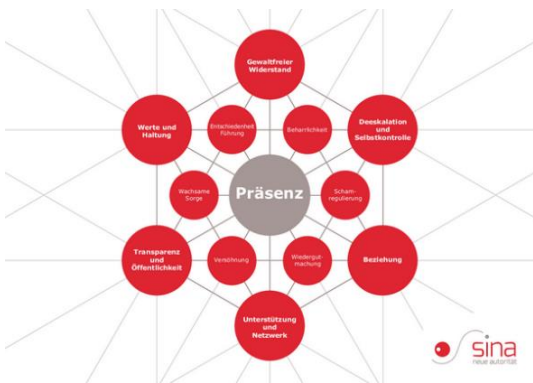 Gewaltfreier
Widerstand
Werte und
Haltung
Entschiedenheit
Führung
Beharrlichkeit
Deeskalation
und
Selbstkontrolle
Wachsame
Sorge
Präsenz
Scham-
regulierung
Transparenz
und
Öffentlichkeit
Versöhnung
Wiedergut-
machung
Beziehung
Unterstützung
und
Netzwerk
sina
neue autorität